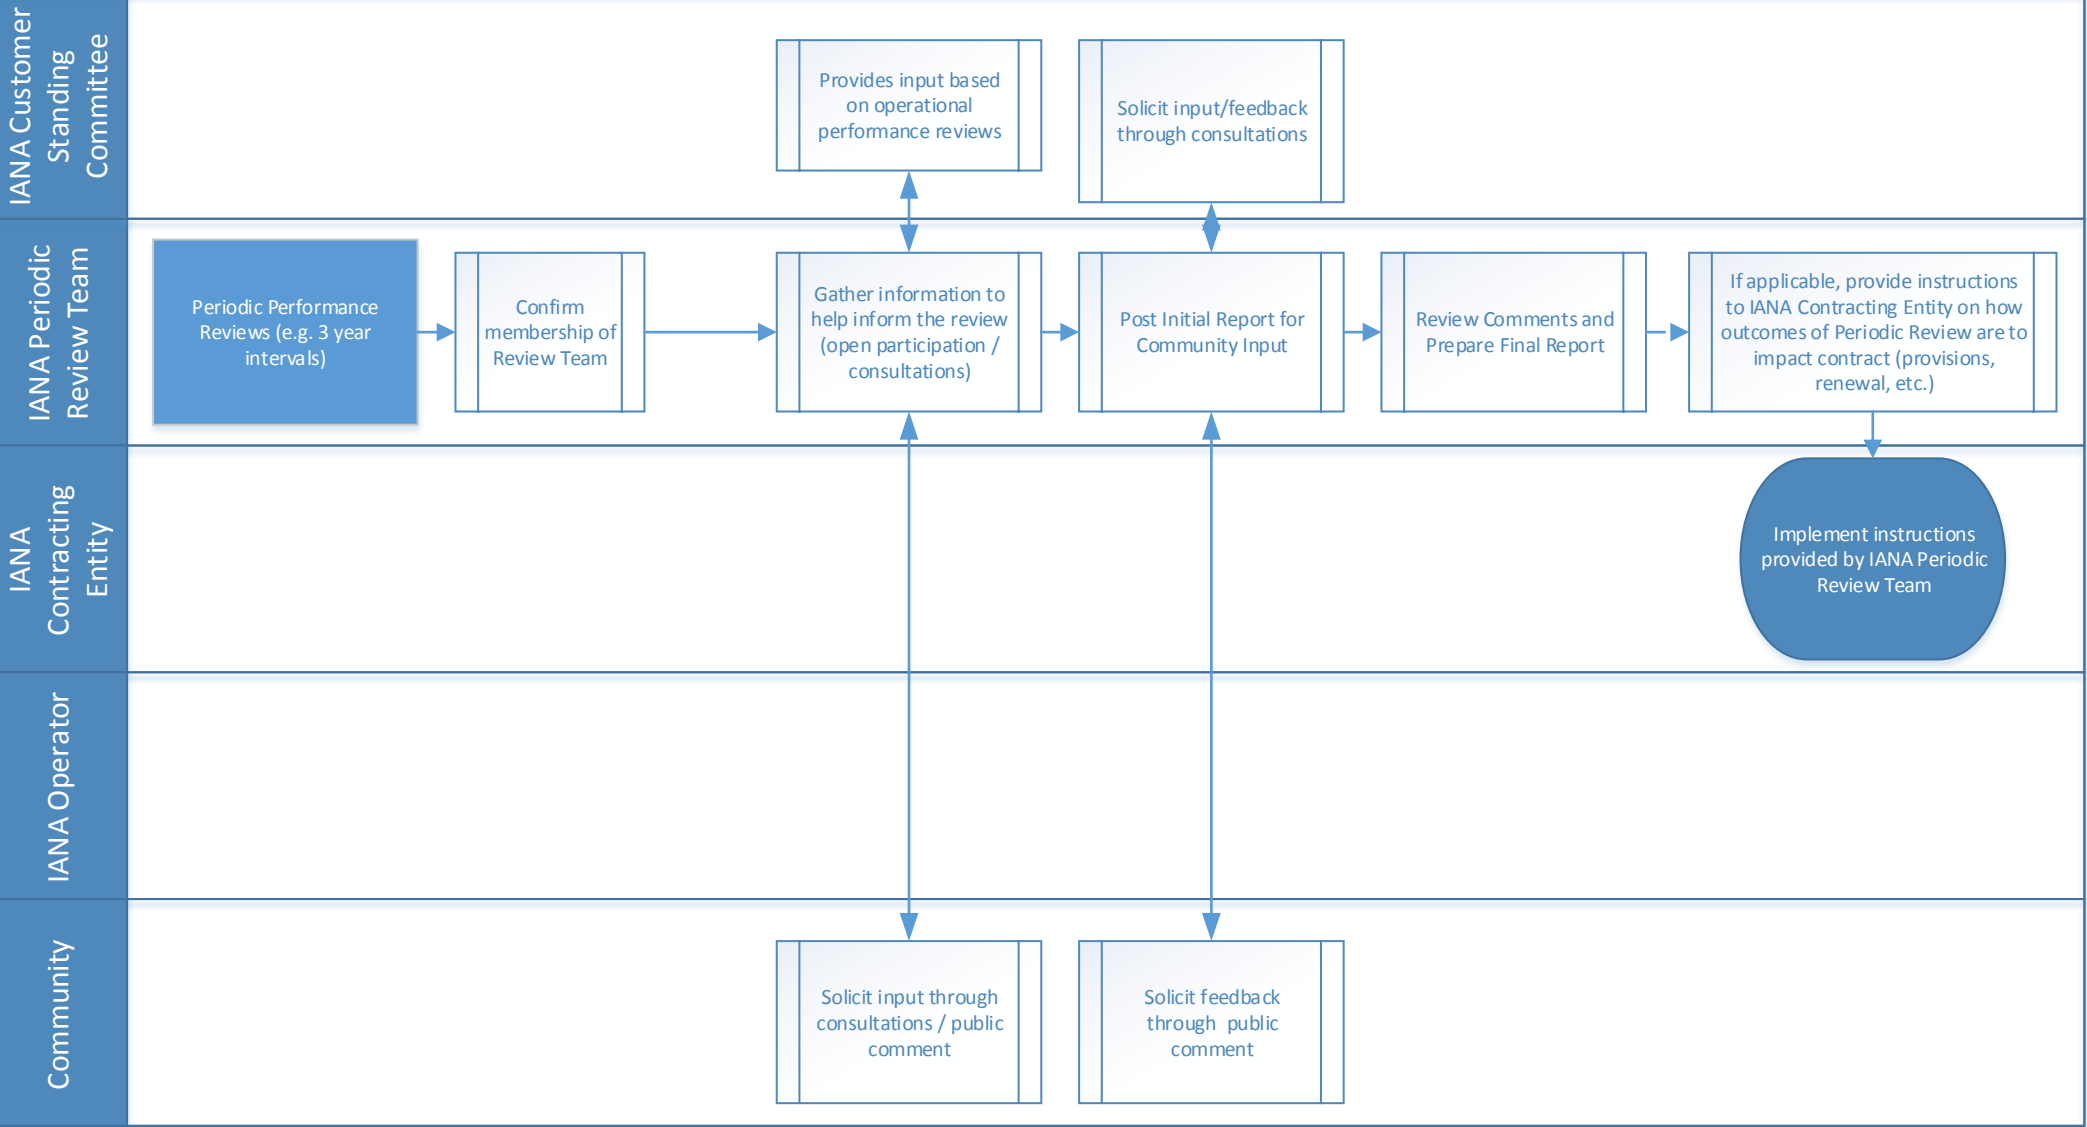 IANA Customer
Standing
Committee
Provides input based
on operational
performance reviews
Solicit input/feedback
through consultations
IANA Periodic
Review Team
Periodic Performance
Reviews (e.g. 3 year
intervals)
Confirm
membership of
Review Team
Gather information to
help inform the review
(open participation /
consultations)
Post Initial Report for
Community Input
Review Comments and
Prepare Final Report
If applicable, provide instructions
to IANA Contracting Entity on how
outcomes of Periodic Review are to
impact contract (provisions,
renewal, etc.)
IANA
Contracting
Entity
Implement instructions
provided by IANA Periodic
Review Team
IANA Operator
Community
Solicit input through
consultations / public
comment
Solicit feedback
through public
comment